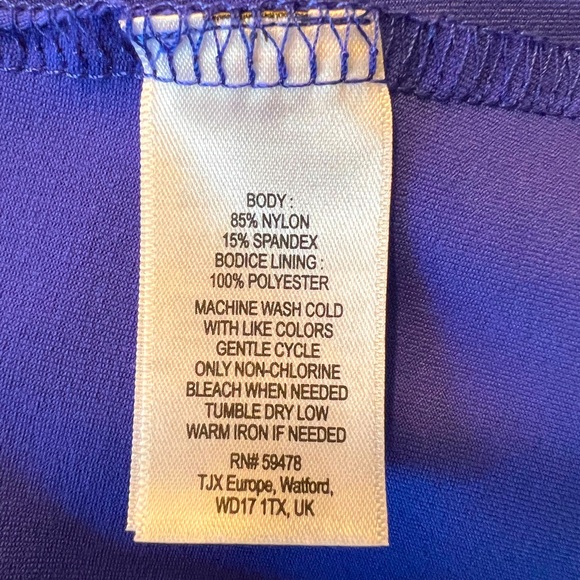 BODY :
85% NYLON
15% SPANDEX
BODICE LINING :
100% POLYESTER
MACHINE WASH COLD
WITH LIKE COLORS
GENTLE CYCLE
ONLY NON-CHLORINE
BLEACH WHEN NEEDED
TUMBLE DRY LOW
WARM IRON IF NEEDED
RN# 59478
TJX Europe, Watford,
WD17 1TX, UK